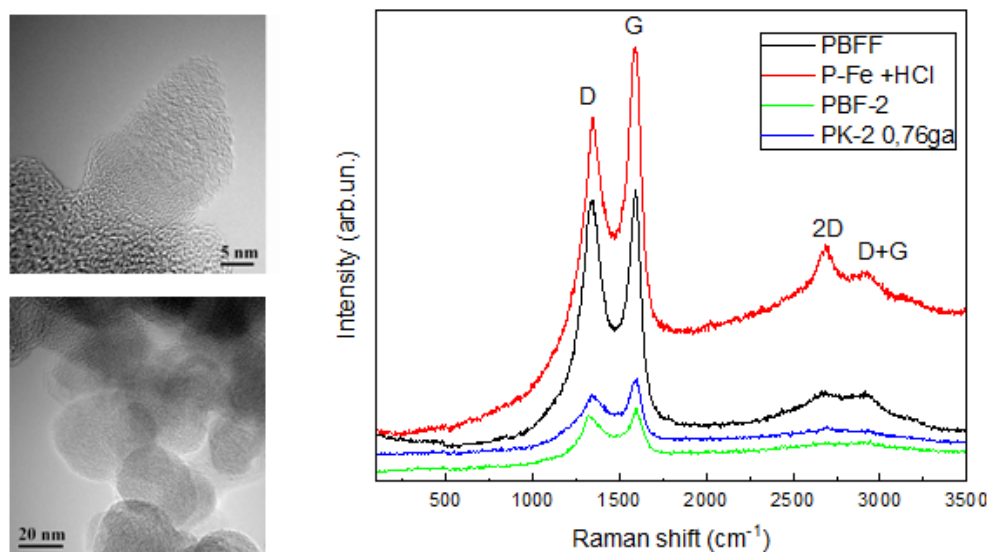 5 nm
20 nm
G
D
2D
D+G
PBFF
P-Fe +HCl
PBF-2
PK-2 0,76ga
Intensity (arb.un.)
500 1000 1500 2000 2500 3000 3500
Raman shift (cm⁻¹)